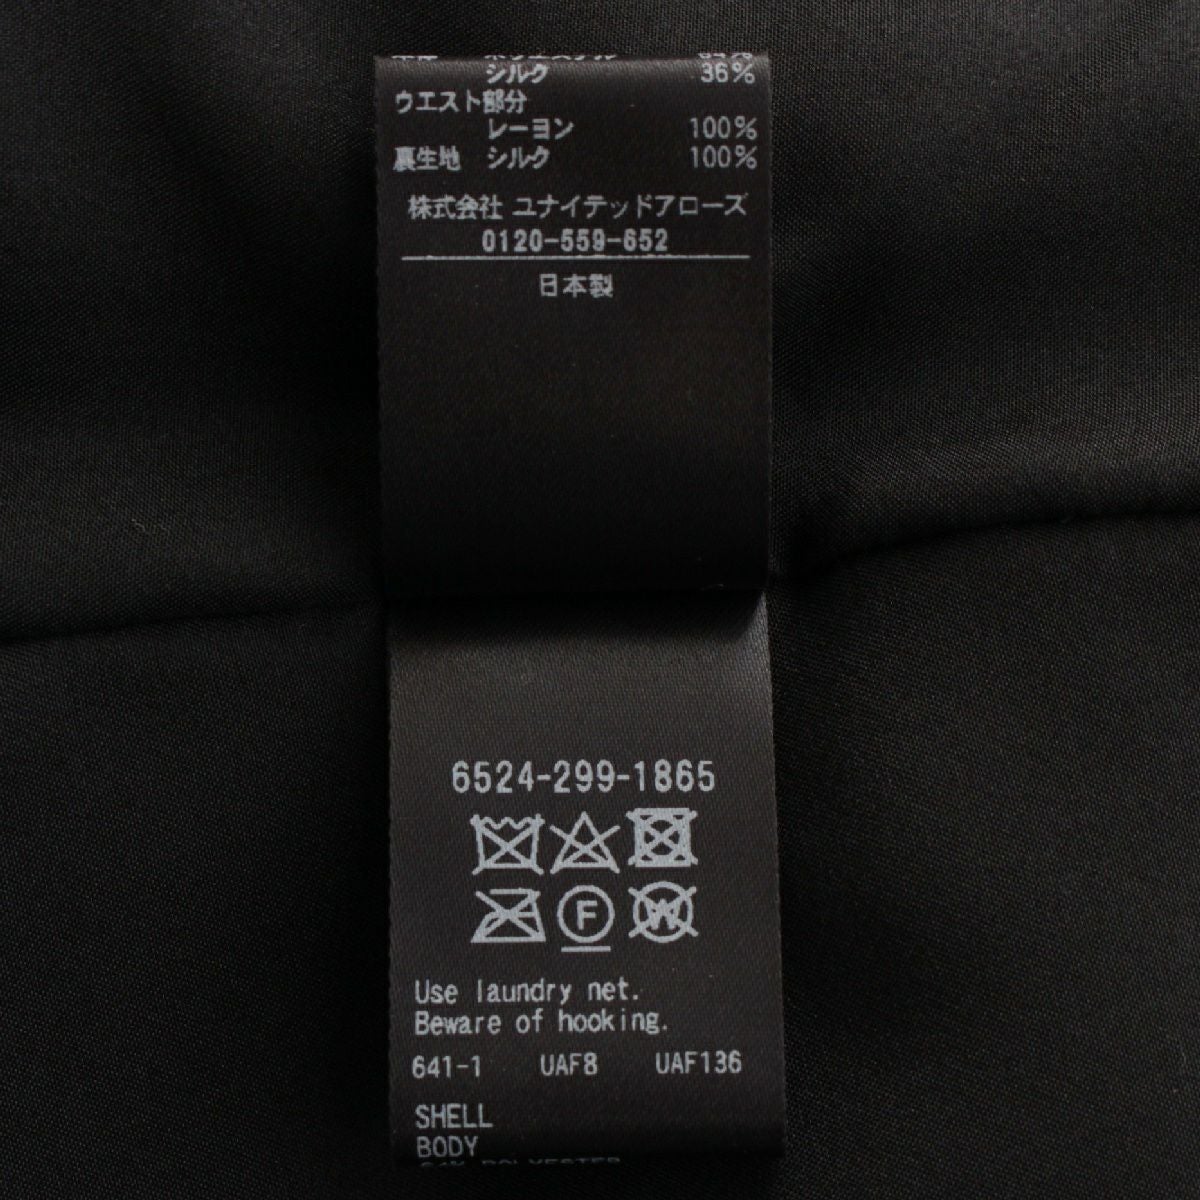 シルク 36%
ウエスト部分
レーヨン 100%
裏生地 シルク 100%
株式会社 ユナイテッドアローズ
0120-559-652
日本製
6524-299-1865
F W
Use laundry net.
Beware of hooking.
641-1 UAF8 UAF136
SHELL
BODY